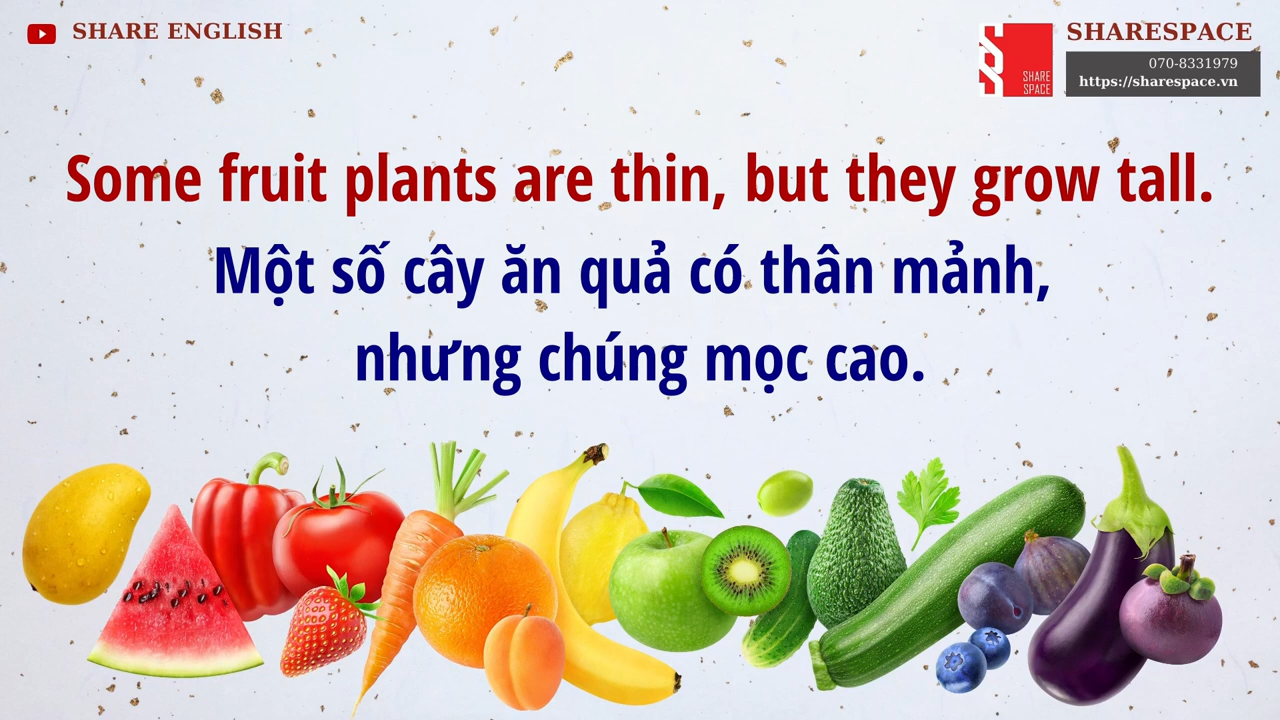 SHARE ENGLISH
SHARESPACE
070-8331979
https://sharespace.vn
SHARE
SPACE
Some fruit plants are thin, but they grow tall.
Một số cây ăn quả có thân mảnh,
nhưng chúng mọc cao.